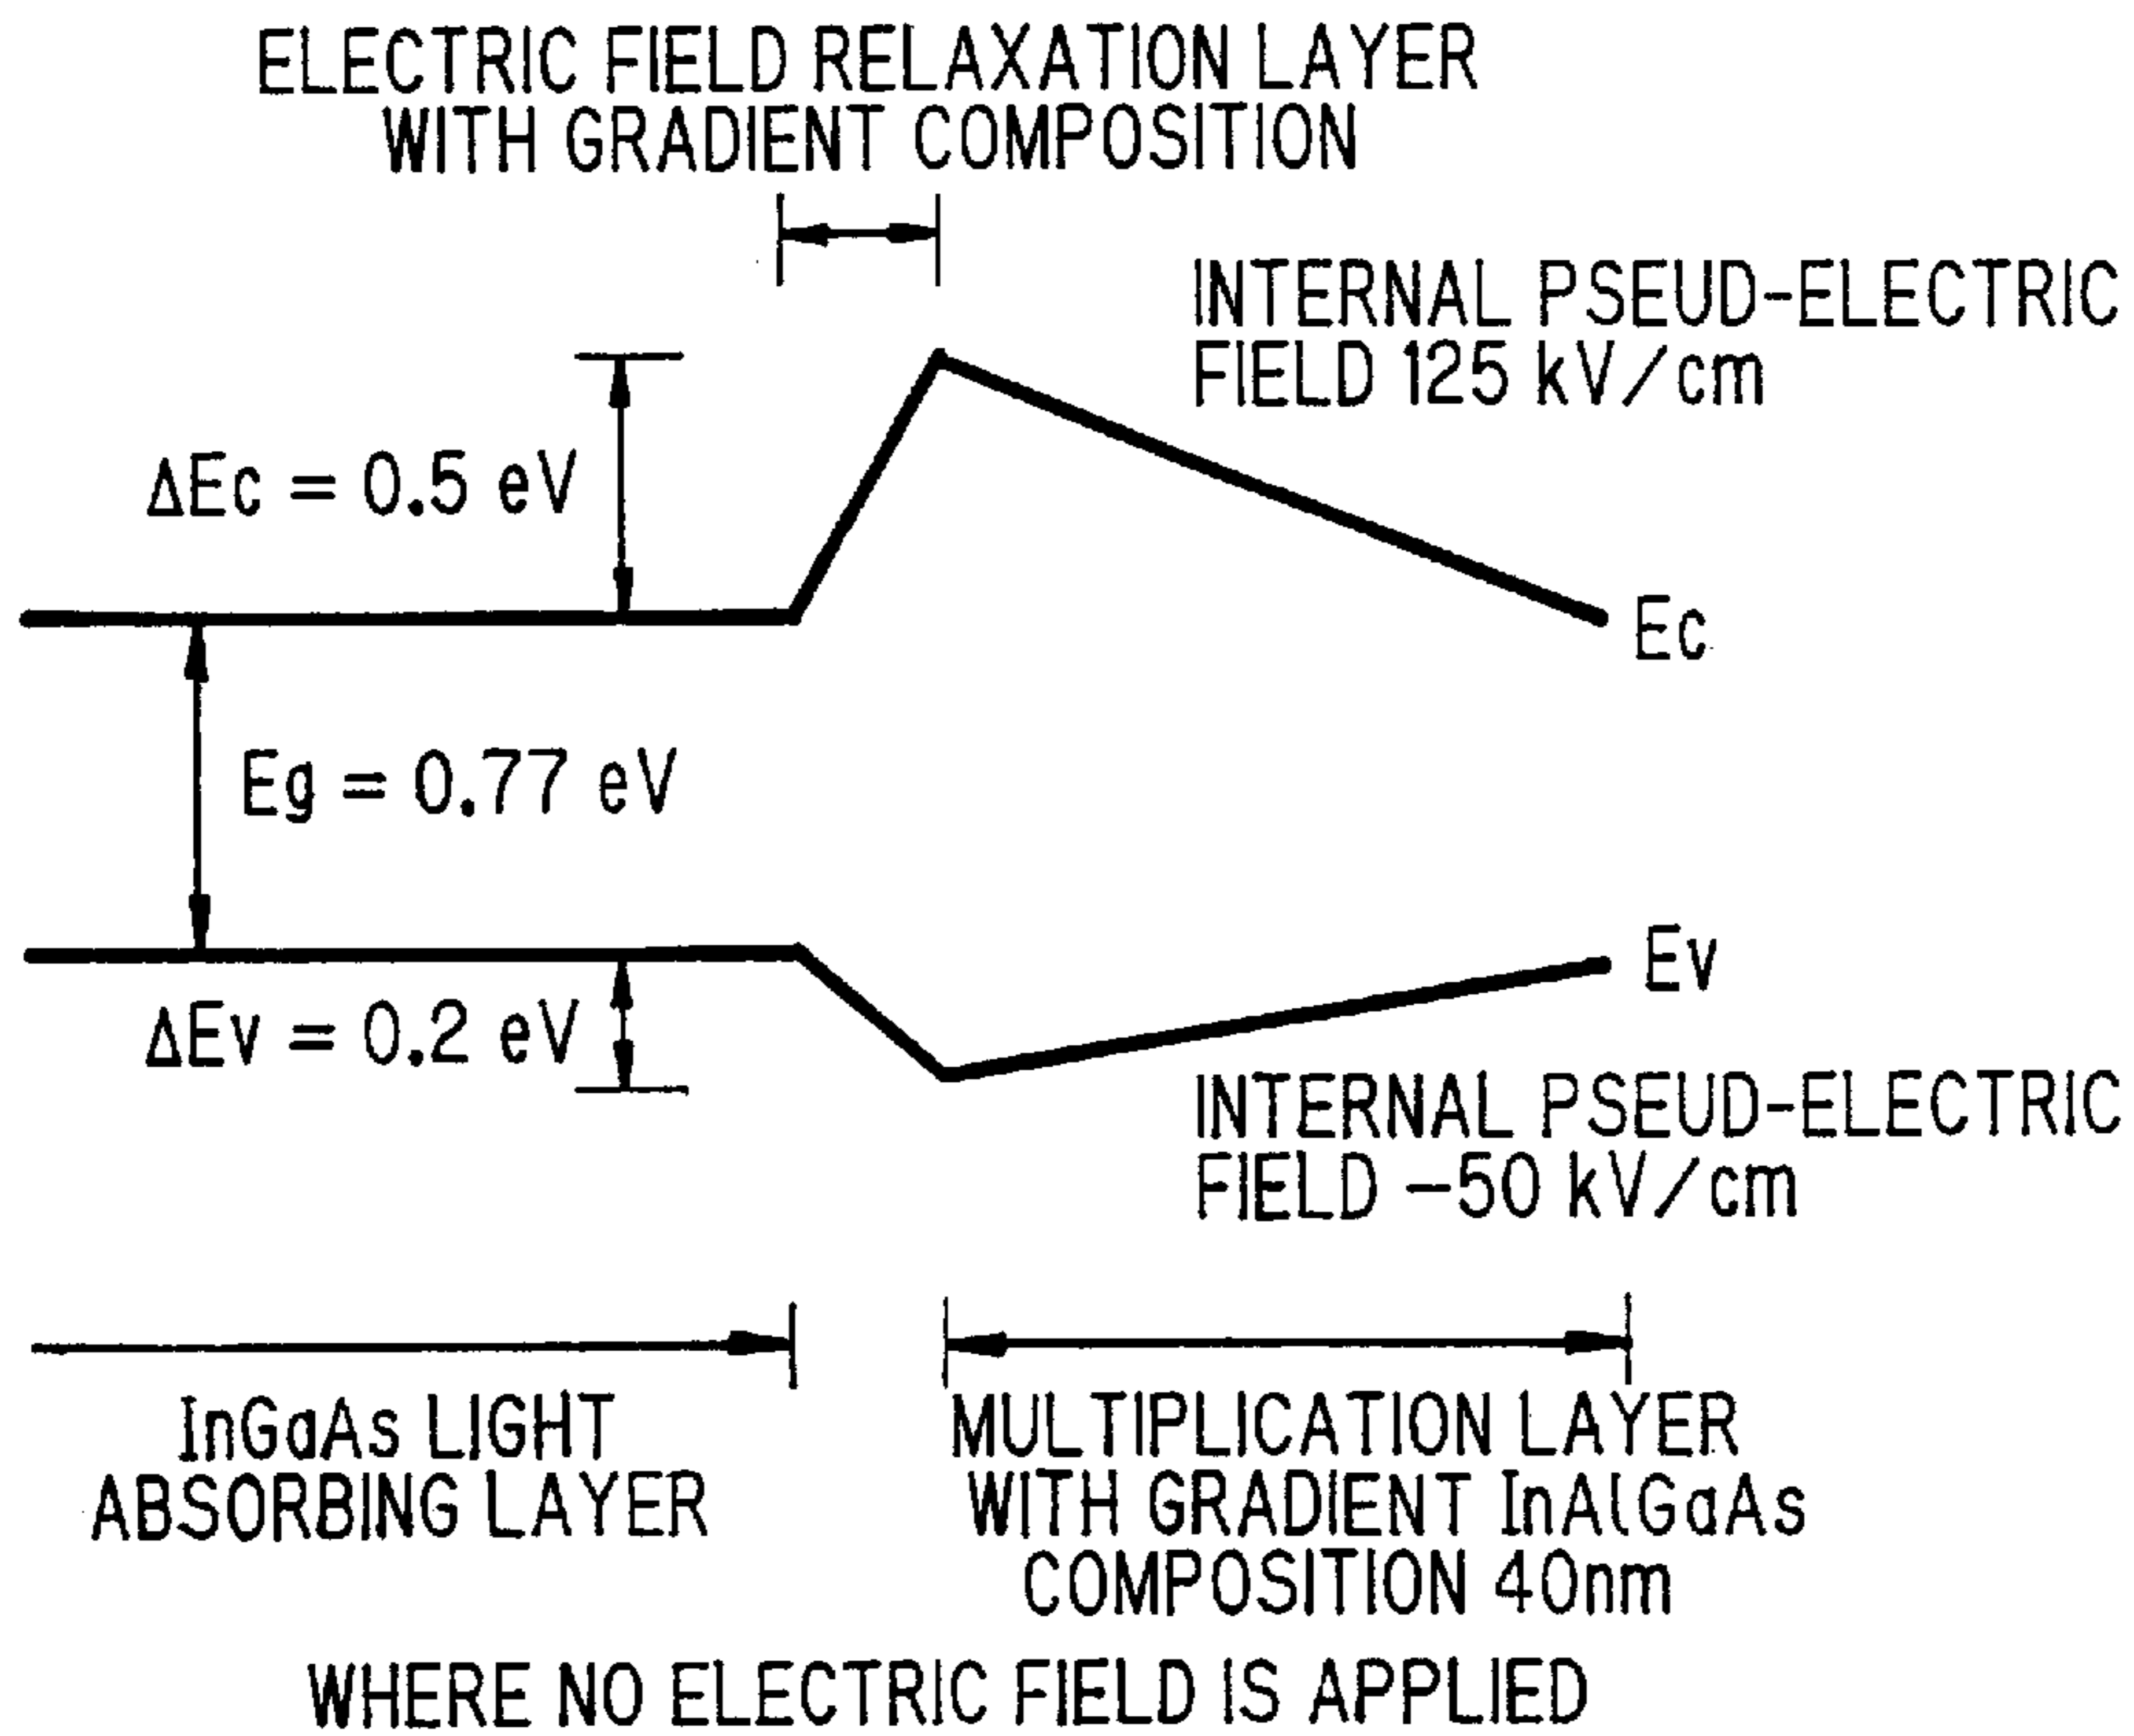 ELECTRIC FIELD RELAXATION LAYER
WITH GRADIENT COMPOSITION
INTERNAL PSEUD-ELECTRIC
FIELD 125 kV/cm
ΔEc = 0.5 eV
Ec
Eg = 0.77 eV
Ev
ΔEv = 0.2 eV
INTERNAL PSEUD-ELECTRIC
FIELD -50 kV/cm
InGaAs LIGHT
ABSORBING LAYER
MULTIPLICATION LAYER
WITH GRADIENT InAlGaAs
COMPOSITION 40nm
WHERE NO ELECTRIC FIELD IS APPLIED